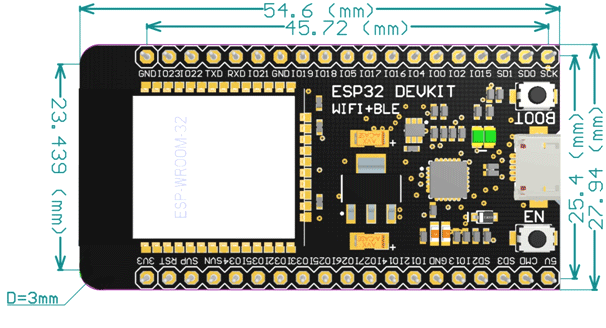 54.6 (mm)
45.72 (mm)
GND IO23 IO22 TXD RXD IO21 GND IO19 IO18 IO5 IO17 IO16 IO4 IO0 IO2 IO15 SD1 SD0 SCK
ESP32 DEVKIT
WIFI+BLE
BOOT
ESP-WROOM-32
23.439 (mm)
25.4 (mm)
27.94 (mm)
EN
3V3 RST SVP SVN IO34 IO35 IO32 IO33 IO25 IO26 IO27 IO14 IO12 GND IO13 SD2 SD3 CMD 5V
D=3mm